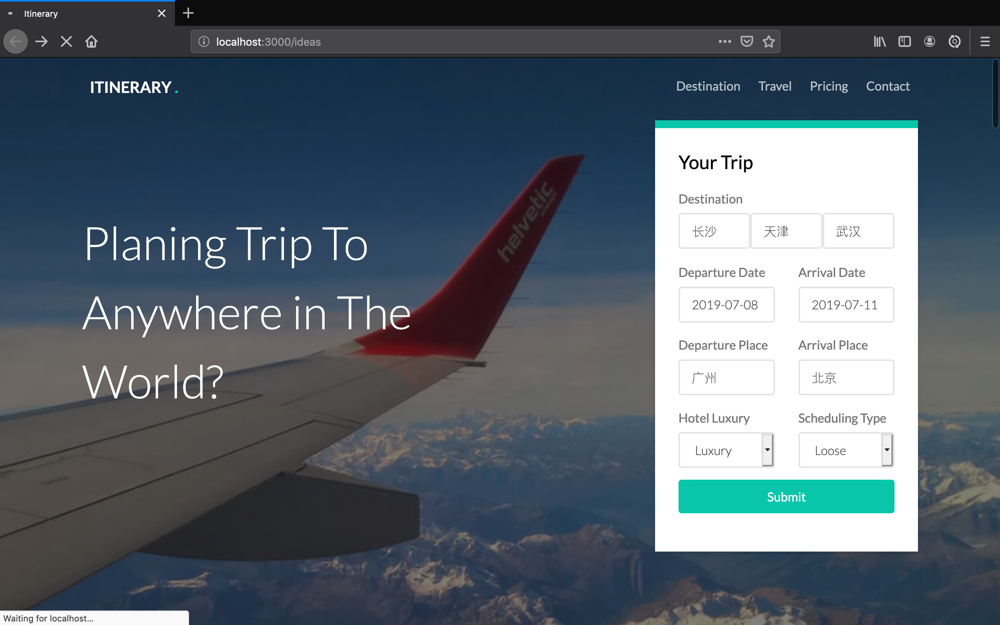 Itinerary
localhost:3000/ideas
ITINERARY .
Destination Travel Pricing Contact
Planing Trip To
Anywhere in The
World?
helvetic
Your Trip
Destination
长沙 天津 武汉
Departure Date Arrival Date
2019-07-08 2019-07-11
Departure Place Arrival Place
广州 北京
Hotel Luxury Scheduling Type
Luxury Loose
Submit
Waiting for localhost...